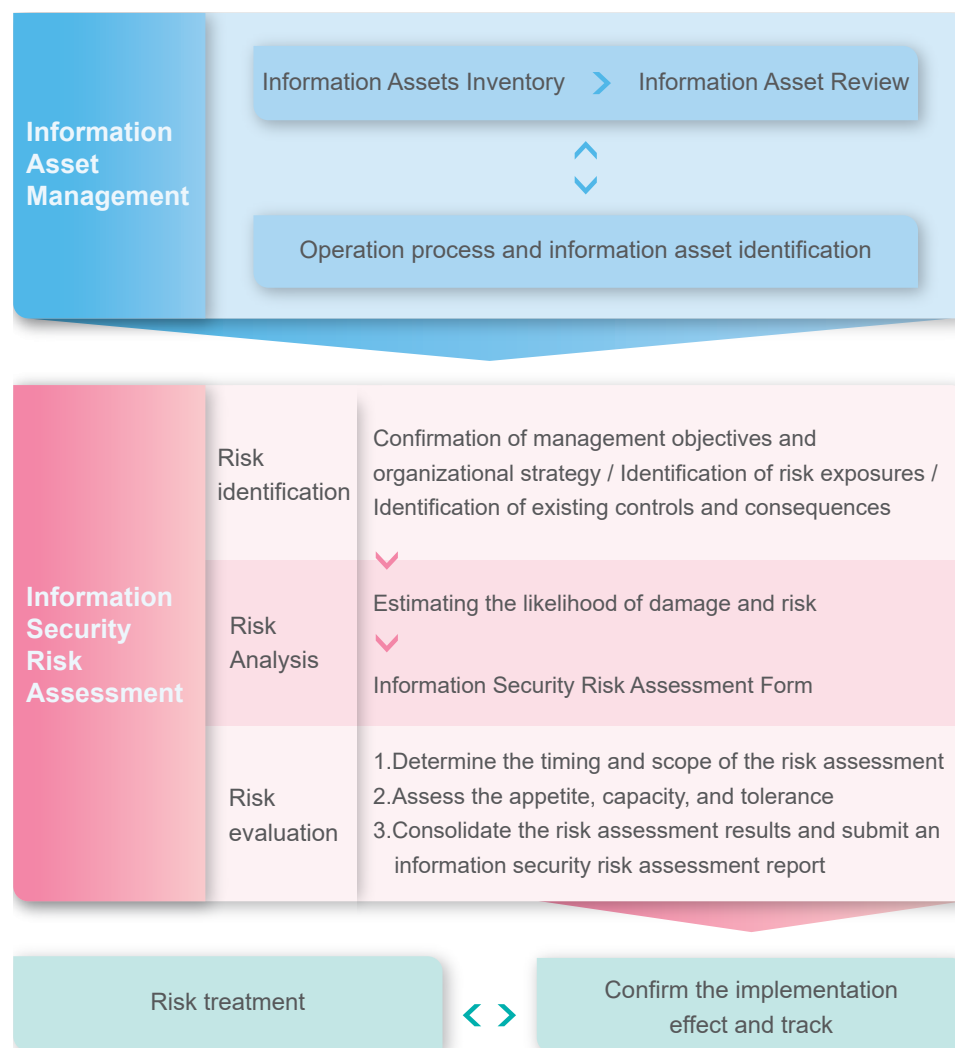 Information
Asset
Management
Information Assets Inventory
Information Asset Review
Operation process and information asset identification
Information
Security
Risk
Assessment
Risk
identification
Confirmation of management objectives and
organizational strategy / Identification of risk exposures /
Identification of existing controls and consequences
Risk
Analysis
Estimating the likelihood of damage and risk
Information Security Risk Assessment Form
Risk
evaluation
1.Determine the timing and scope of the risk assessment
2.Assess the appetite, capacity, and tolerance
3.Consolidate the risk assessment results and submit an
information security risk assessment report
Risk treatment
Confirm the implementation
effect and track